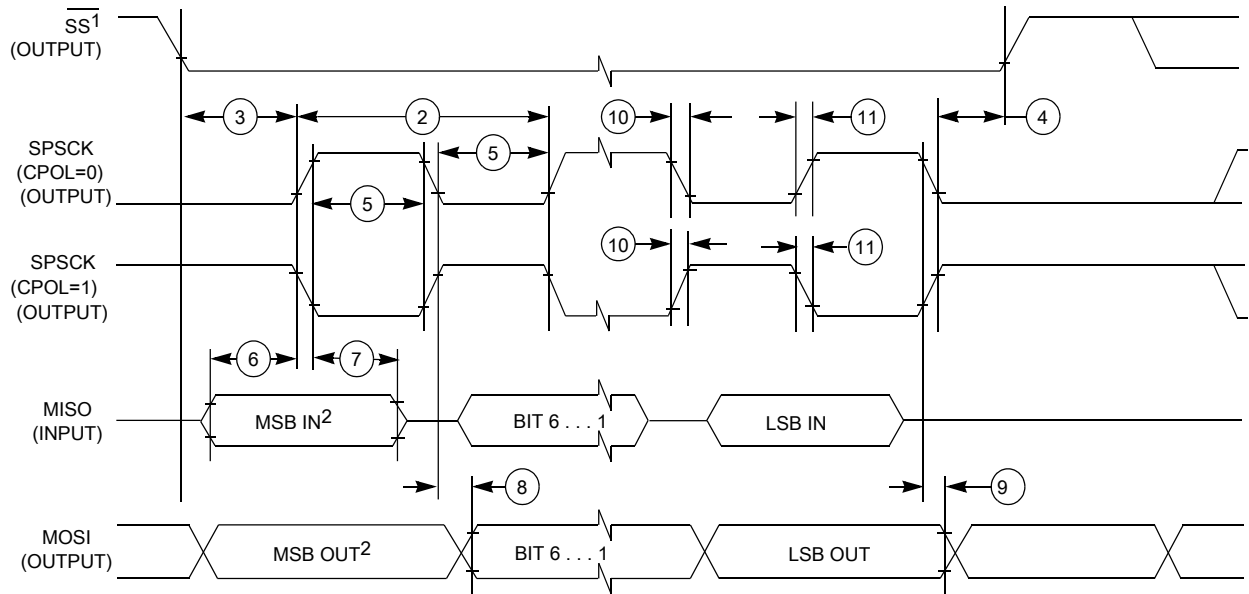 SS¹
(OUTPUT)
3
2
10
11
4
SPSCK
(CPOL=0)
(OUTPUT)
5
5
SPSCK
(CPOL=1)
(OUTPUT)
10
11
6
7
MISO
(INPUT)
MSB IN²
BIT 6 . . . 1
LSB IN
8
9
MOSI
(OUTPUT)
MSB OUT²
BIT 6 . . . 1
LSB OUT